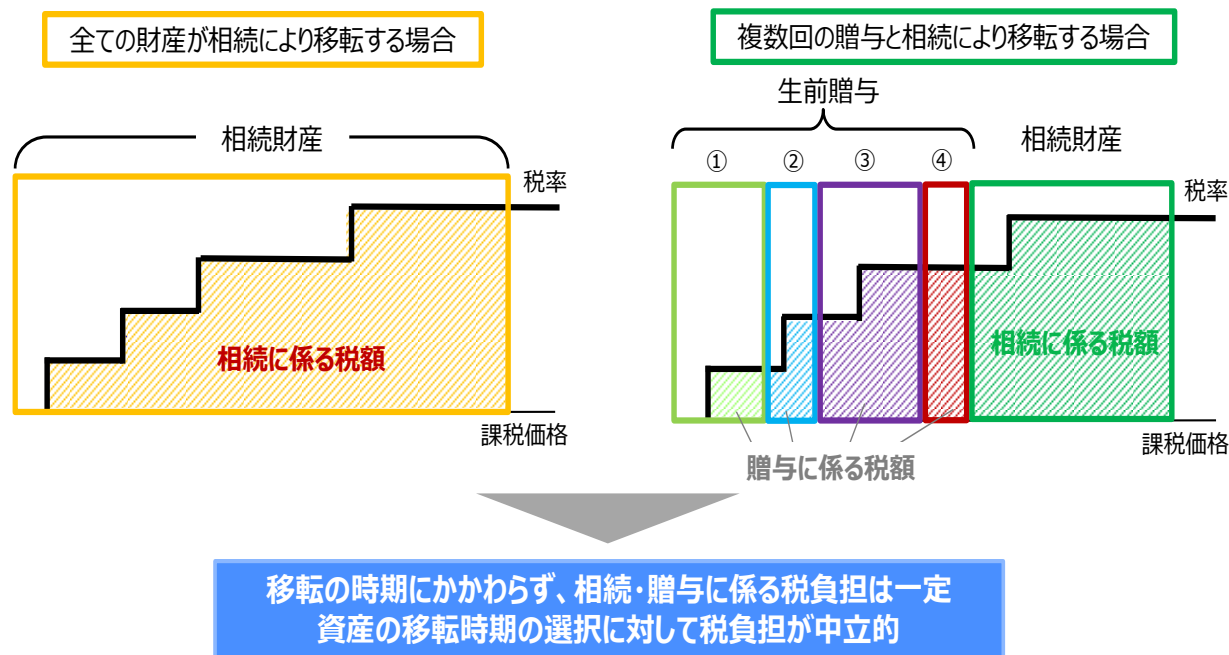 全ての財産が相続により移転する場合
相続財産
税率
相続に係る税額
課税価格
複数回の贈与と相続により移転する場合
生前贈与
① ② ③ ④ 相続財産
税率
相続に係る税額
課税価格
贈与に係る税額
移転の時期にかかわらず、相続・贈与に係る税負担は一定
資産の移転時期の選択に対して税負担が中立的